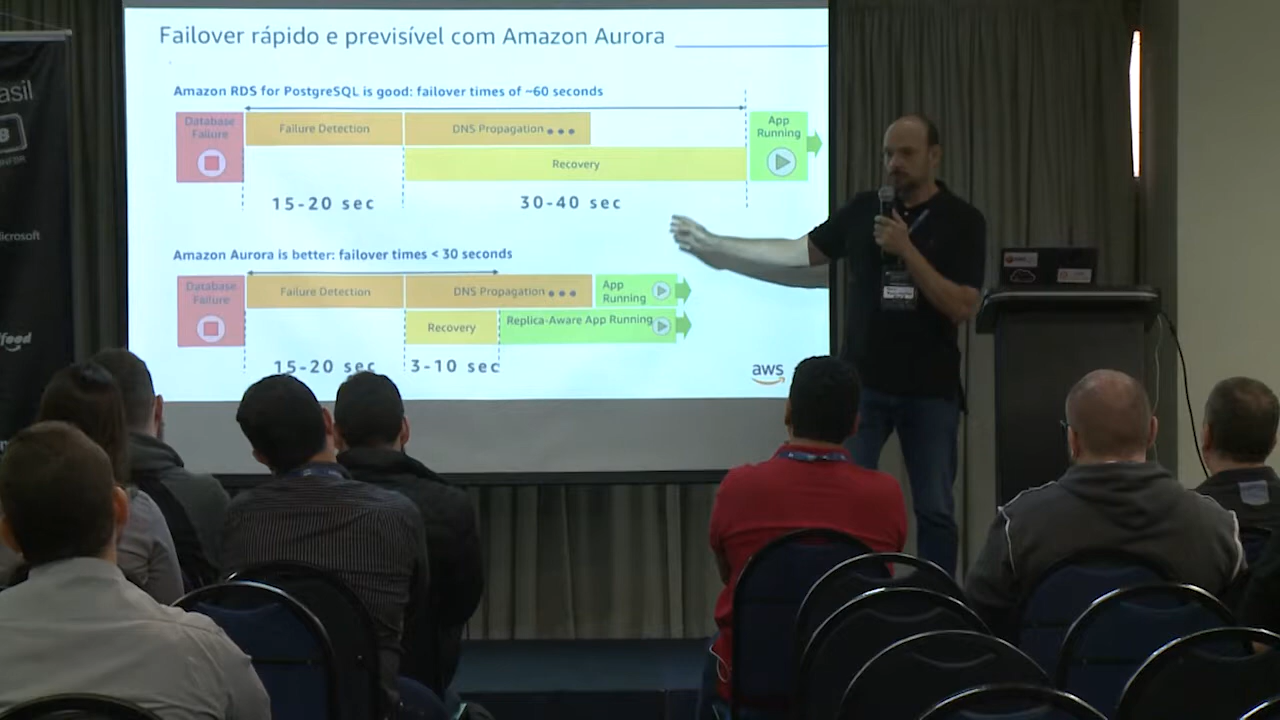 Failover rápido e previsível com Amazon Aurora
Amazon RDS for PostgreSQL is good: failover times of ~60 seconds
Database Failure
Failure Detection
DNS Propagation
App Running
Recovery
15-20 sec
30-40 sec
Amazon Aurora is better: failover times < 30 seconds
Database Failure
Failure Detection
DNS Propagation
App Running
Recovery
Replica-Aware App Running
15-20 sec
3-10 sec
aws
asil
B
icrosoft
food